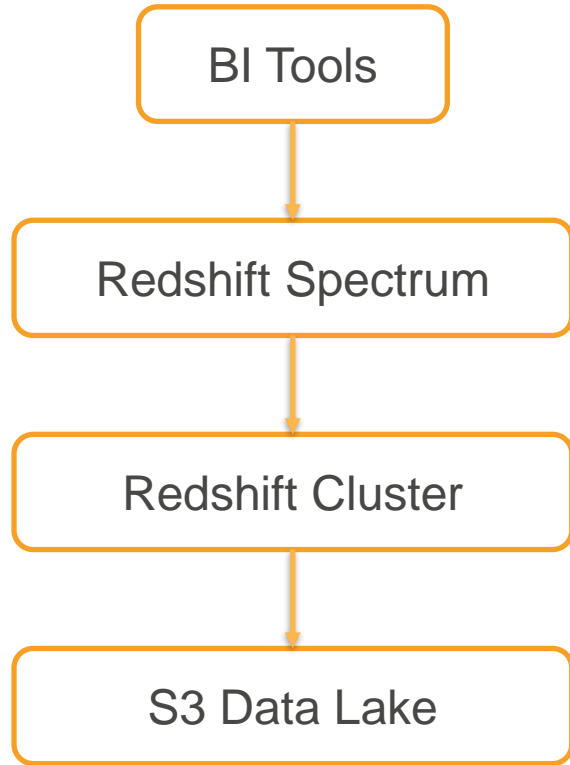 BI Tools
Redshift Spectrum
Redshift Cluster
S3 Data Lake